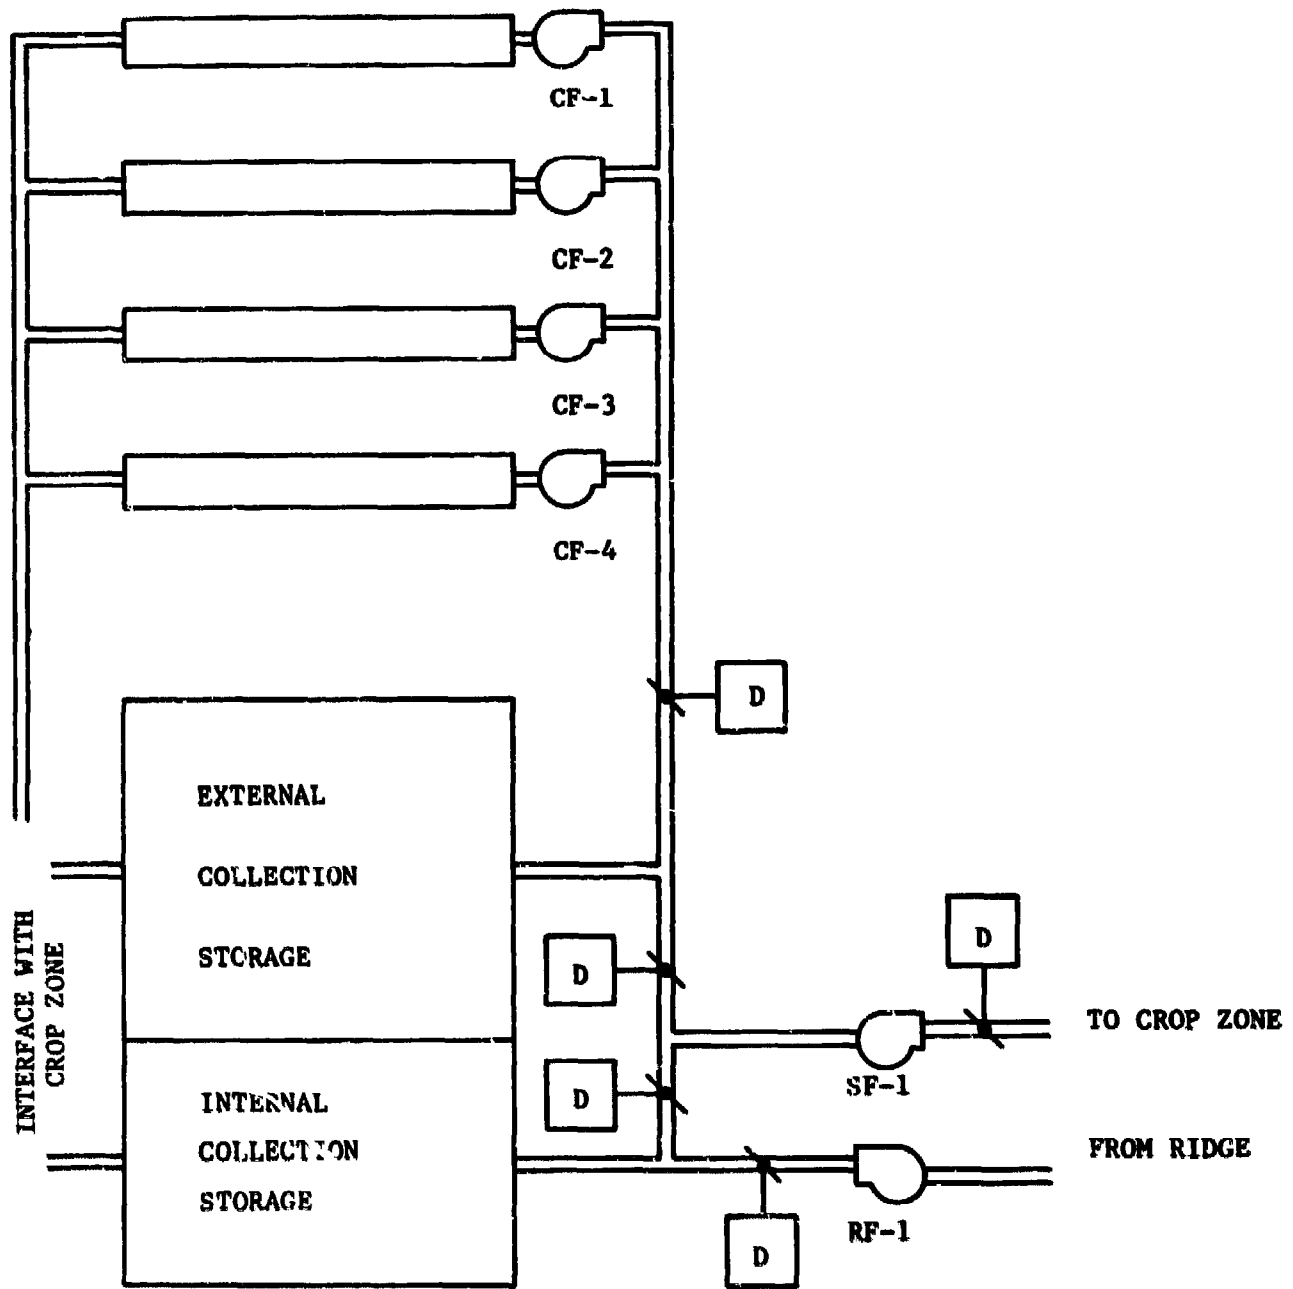 CF-1
CF-2
CF-3
CF-4
D
EXTERNAL
COLLECTION
STORAGE
D
D
TO CROP ZONE
SF-1
INTERFACE WITH
CROP ZONE
D
INTERNAL
COLLECTION
STORAGE
FROM RIDGE
RF-1
D